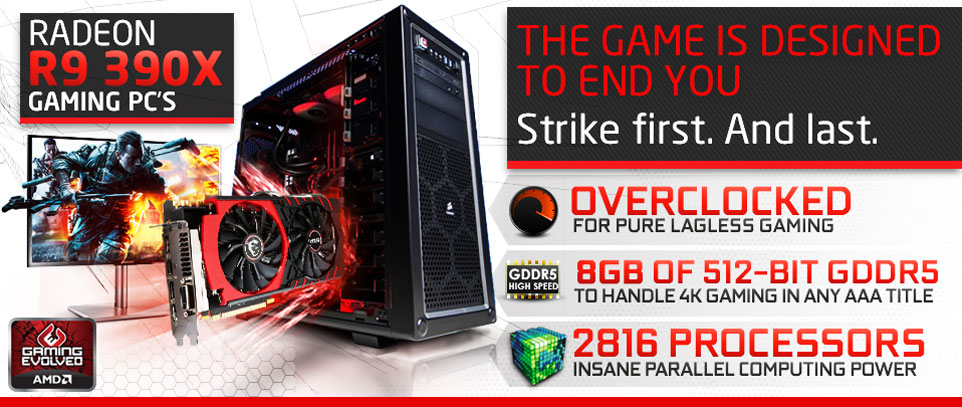 RADEON
R9 390X
GAMING PC'S
THE GAME IS DESIGNED
TO END YOU
Strike first. And last.
OVERCLOCKED
FOR PURE LAGLESS GAMING
GDDR5
HIGH SPEED
8GB OF 512-BIT GDDR5
TO HANDLE 4K GAMING IN ANY AAA TITLE
2816 PROCESSORS
INSANE PARALLEL COMPUTING POWER
GAMING
EVOLVED
AMD